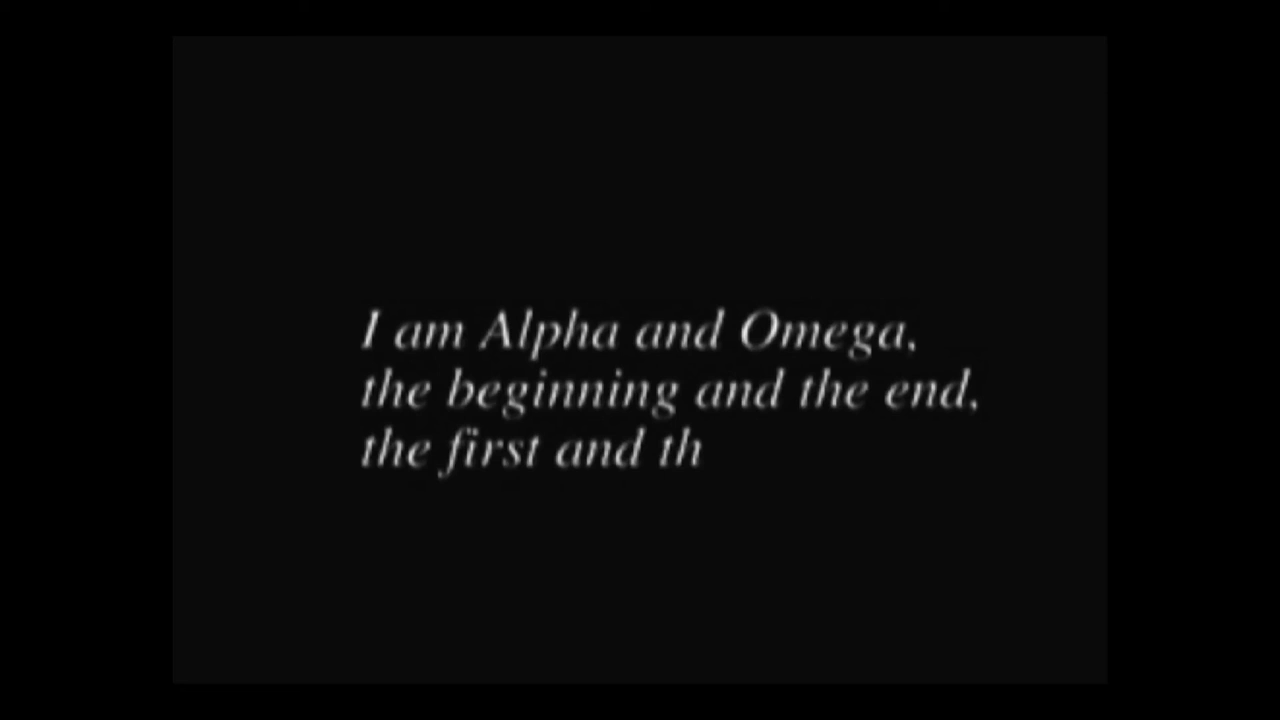 I am Alpha and Omega,
the beginning and the end,
the first and th